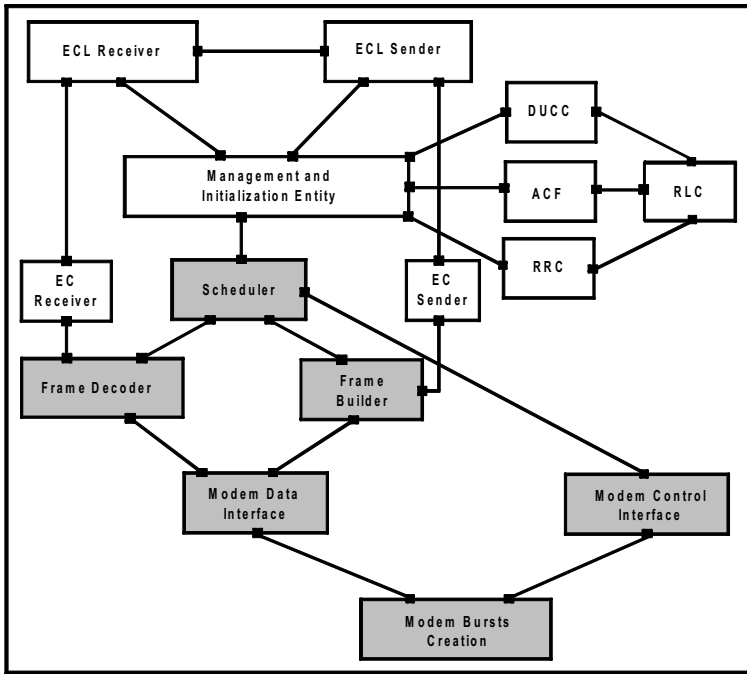 ECL Receiver
ECL Sender
DUCC
Management and
Initialization Entity
ACF
RLC
RRC
EC
Receiver
Scheduler
EC
Sender
Frame Decoder
Frame
Builder
Modem Data
Interface
Modem Control
Interface
Modem Bursts
Creation